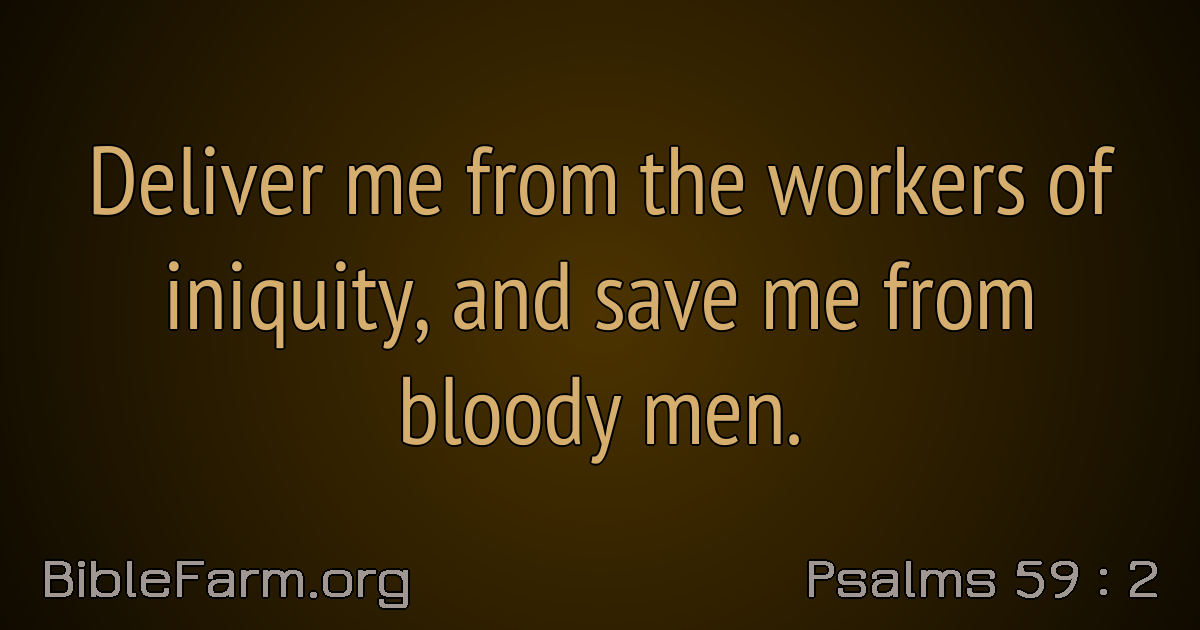 Deliver me from the workers of
iniquity, and save me from
bloody men.
BibleFarm.org
Psalms 59 : 2